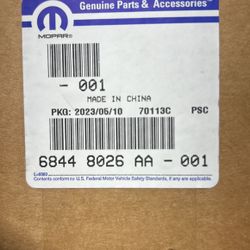 Genuine Parts & Accessories
MOPAR
- 001
MADE IN CHINA
PKG: 2023/05/10 70113C PSC
6844 8026 AA - 001
Contents conform to U.S. Federal Motor Vehicle Safety Standards, if any are applicable.